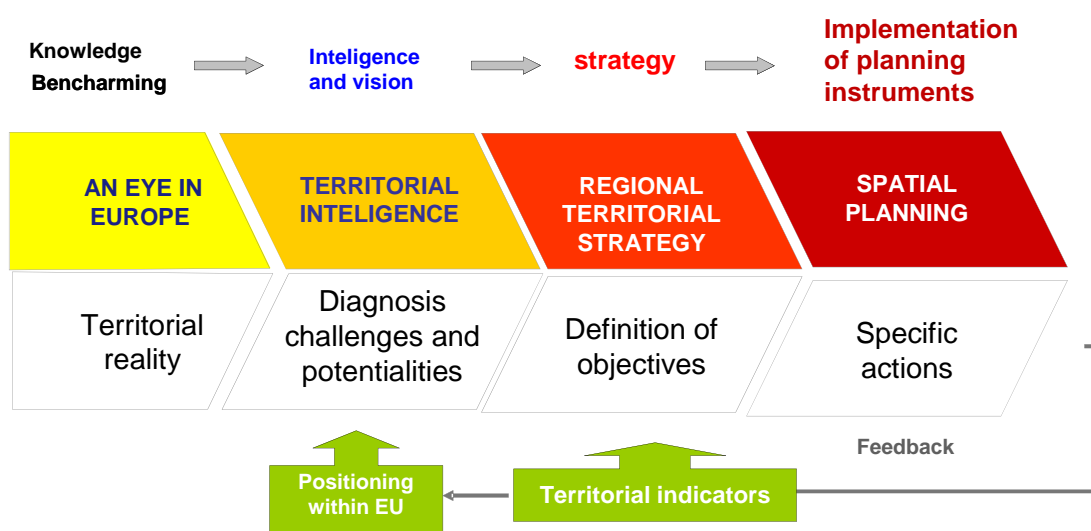 Knowledge
Bencharming
Inteligence
and vision
strategy
Implementation
of planning
instruments
AN EYE IN
EUROPE
TERRITORIAL
INTELIGENCE
REGIONAL
TERRITORIAL
STRATEGY
SPATIAL
PLANNING
Territorial
reality
Diagnosis
challenges and
potentialities
Definition of
objectives
Specific
actions
Feedback
Positioning
within EU
Territorial indicators